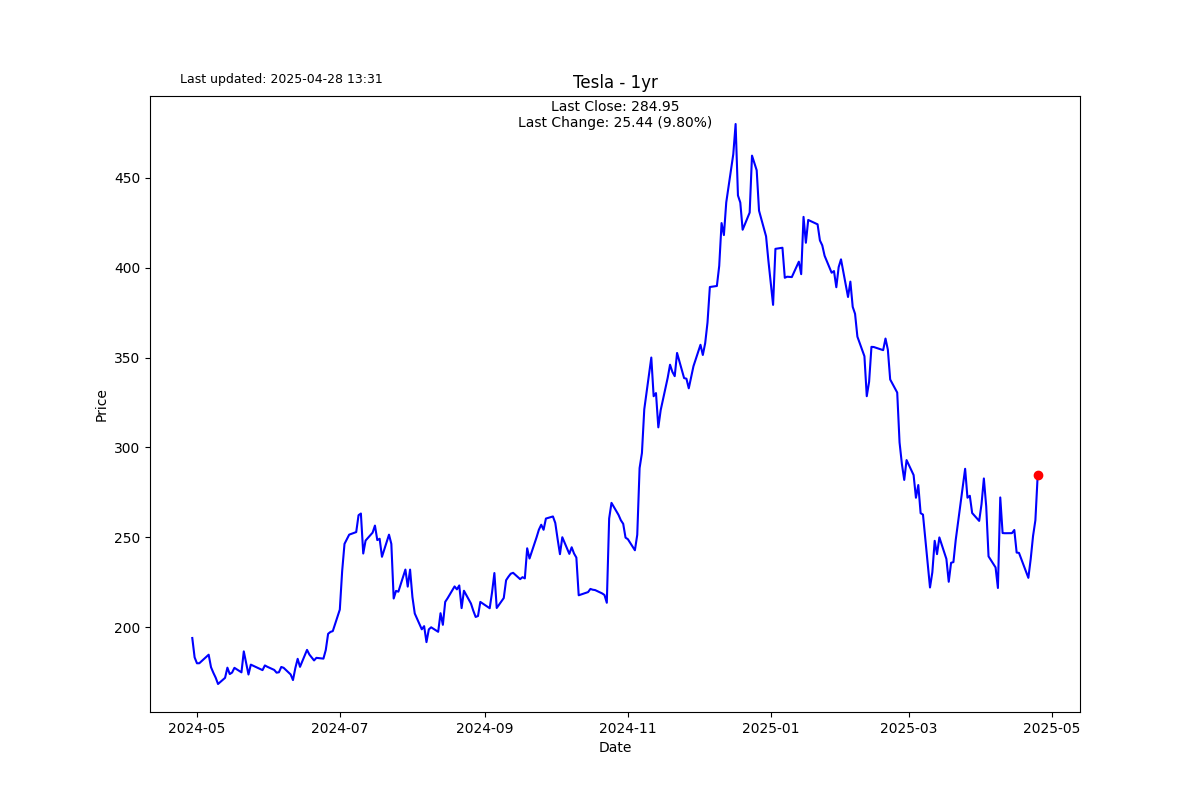 Last updated: 2025-04-28 13:31
Tesla - 1yr
Last Close: 284.95
Last Change: 25.44 (9.80%)
450
400
350
300
250
200
Price
2024-05
2024-07
2024-09
2024-11
2025-01
2025-03
2025-05
Date